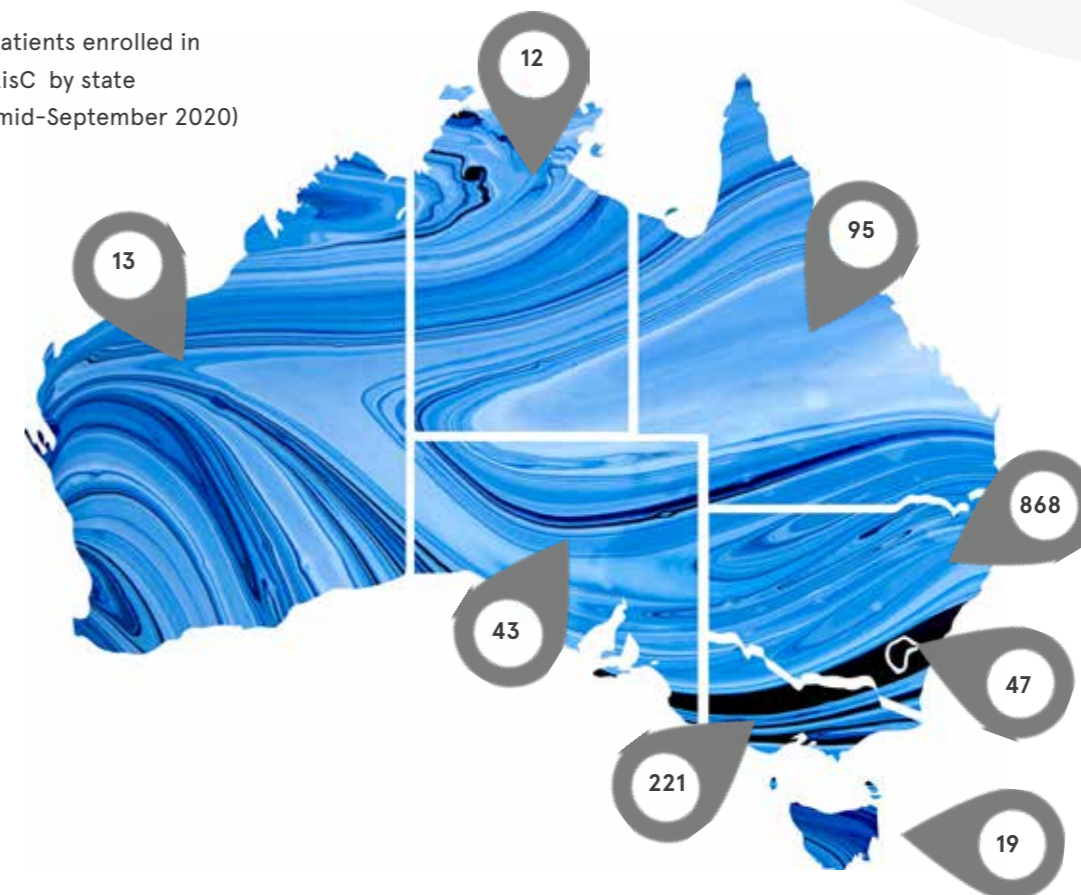 atients enrolled in
isC by state
mid-September 2020)
12
95
13
868
43
47
221
19